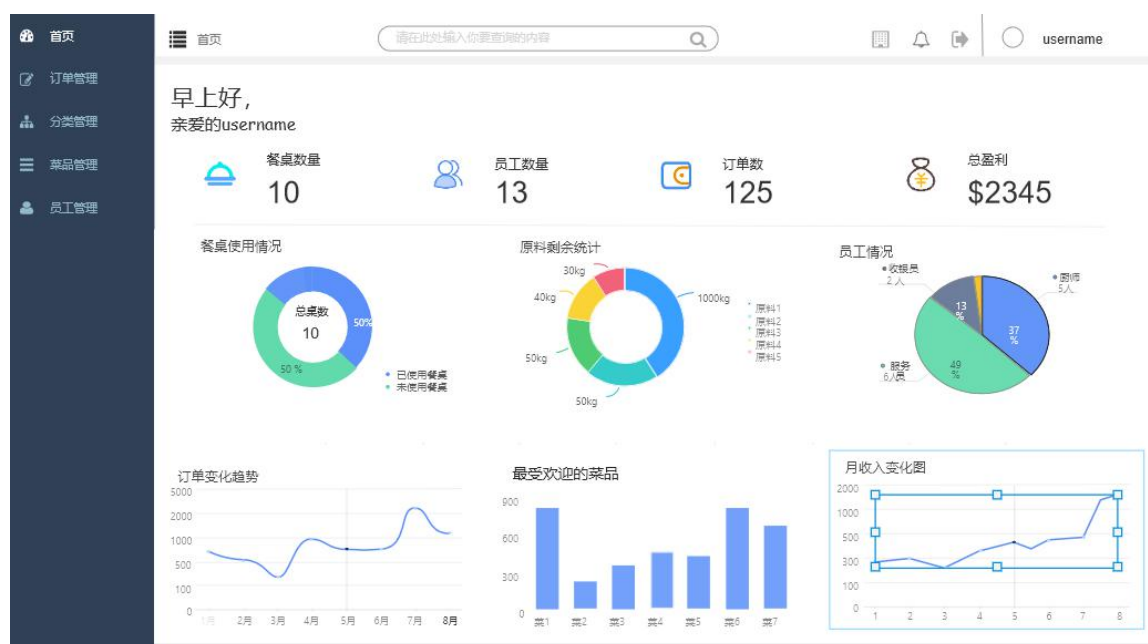 首页
订单管理
分类管理
菜品管理
员工管理
首页
请在此处输入你要查询的内容
username
早上好，
亲爱的username
餐桌数量
10
员工数量
13
订单数
125
总盈利
$2345
餐桌使用情况
总桌数
10
50%
50 %
已使用餐桌
未使用餐桌
原料剩余统计
30kg
40kg
50kg
50kg
1000kg
原料1
原料2
原料3
原料4
原料5
员工情况
收银员
2人
厨师
5人
13
%
37
%
服务
6人员
49
%
订单变化趋势
5000
2000
1000
500
100
0
1月 2月 3月 4月 5月 6月 7月 8月
最受欢迎的菜品
900
600
300
0
菜1 菜2 菜3 菜4 菜5 菜6 菜7
月收入变化图
2000
1000
500
300
100
0
1 2 3 4 5 6 7 8